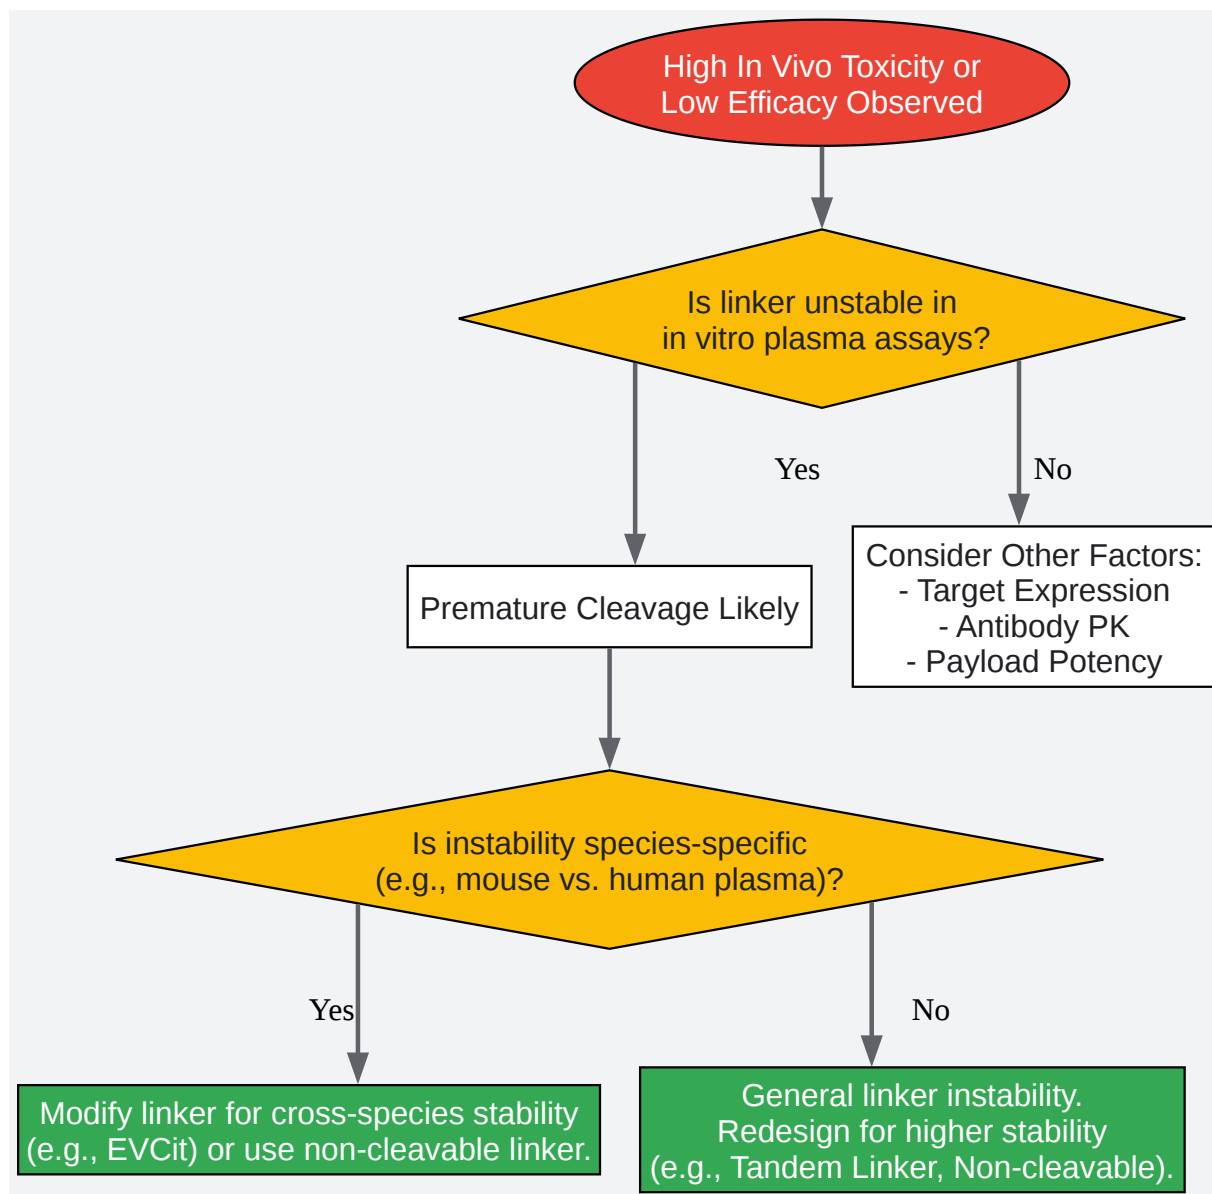 High In Vivo Toxicity or
Low Efficacy Observed
Is linker unstable in
in vitro plasma assays?
Yes
No
Consider Other Factors:
- Target Expression
- Antibody PK
- Payload Potency
Premature Cleavage Likely
Is instability species-specific
(e.g., mouse vs. human plasma)?
Yes
No
Modify linker for cross-species stability
(e.g., EVCit) or use non-cleavable linker.
General linker instability.
Redesign for higher stability
(e.g., Tandem Linker, Non-cleavable).